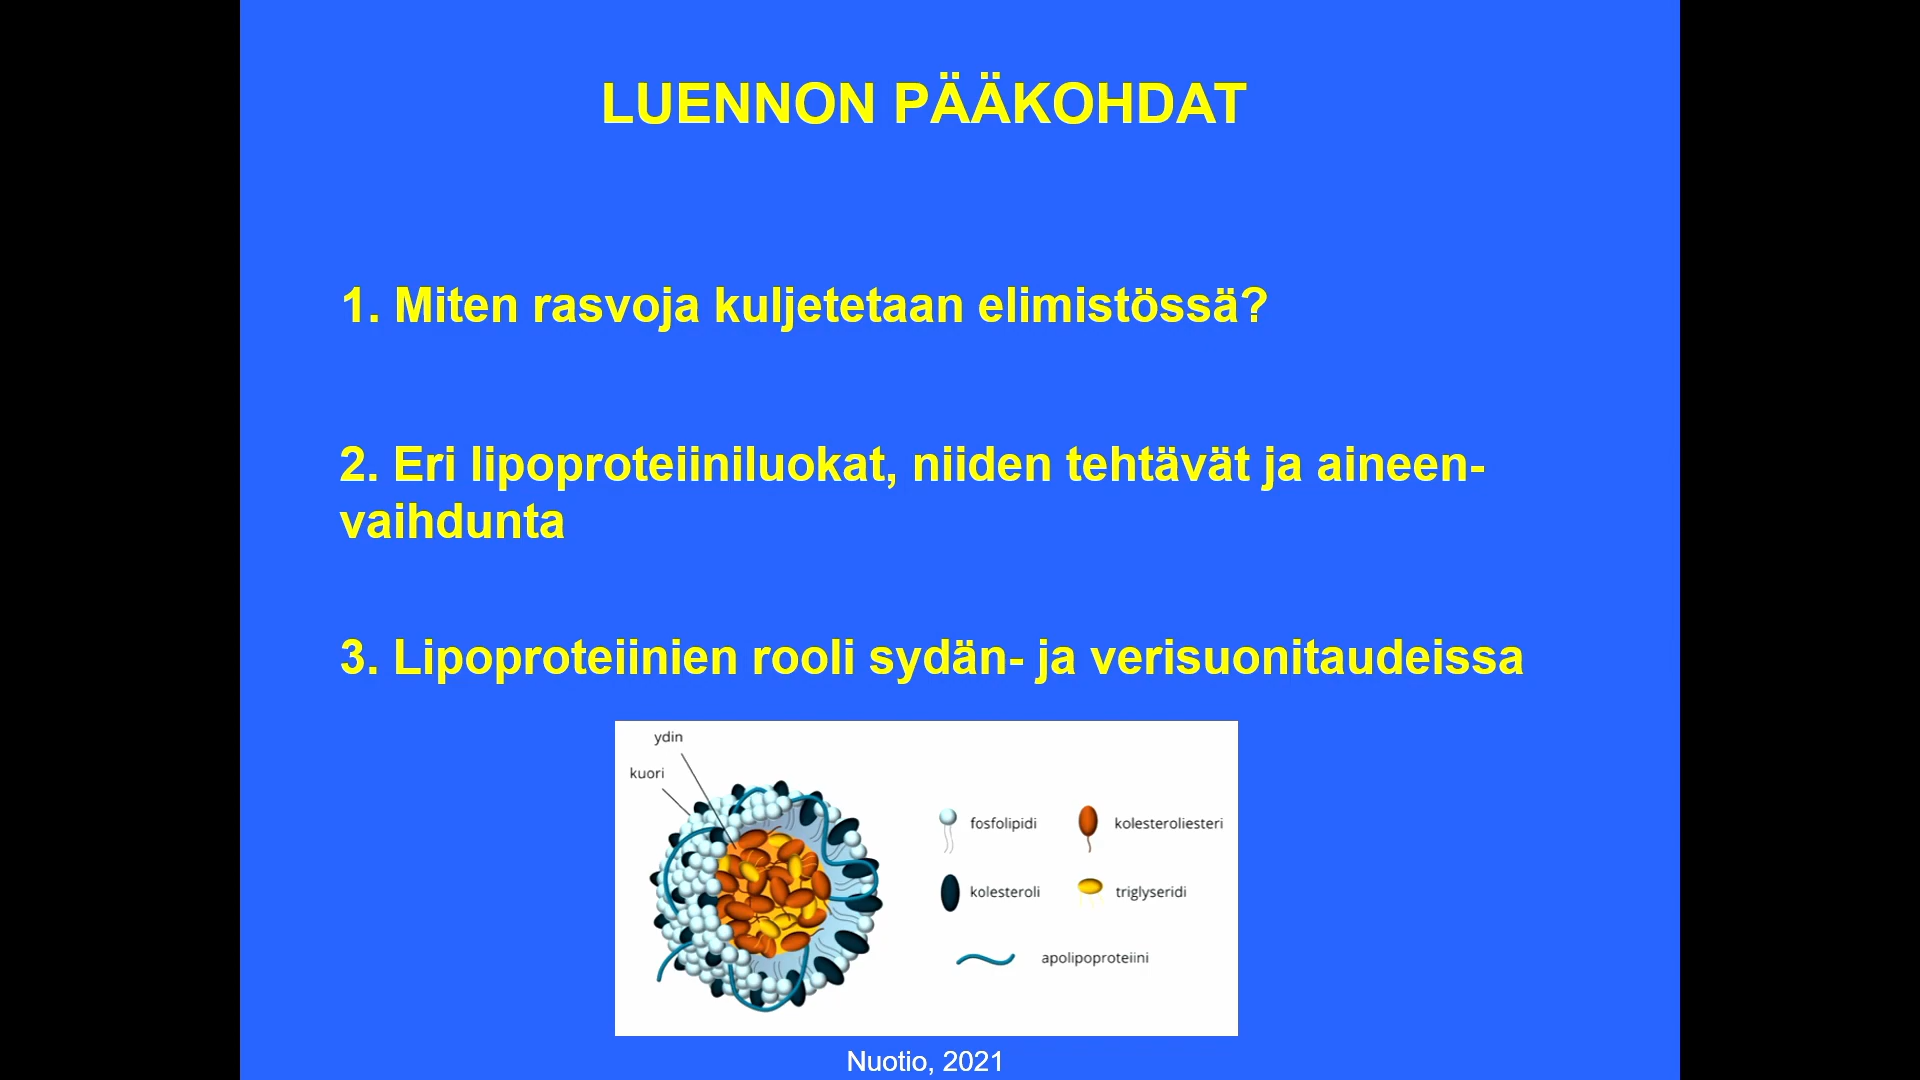 LUENNON PÄÄKOHDAT
1. Miten rasvoja kuljetetaan elimistössä?
2. Eri lipoproteiiniluokat, niiden tehtävät ja aineen-
vaihdunta
3. Lipoproteiinien rooli sydän- ja verisuonitaudeissa
ydin
kuori
fosfolipidi
kolesteroliesteri
kolesteroli
triglyseridi
apolipoproteiini
Nuotio, 2021